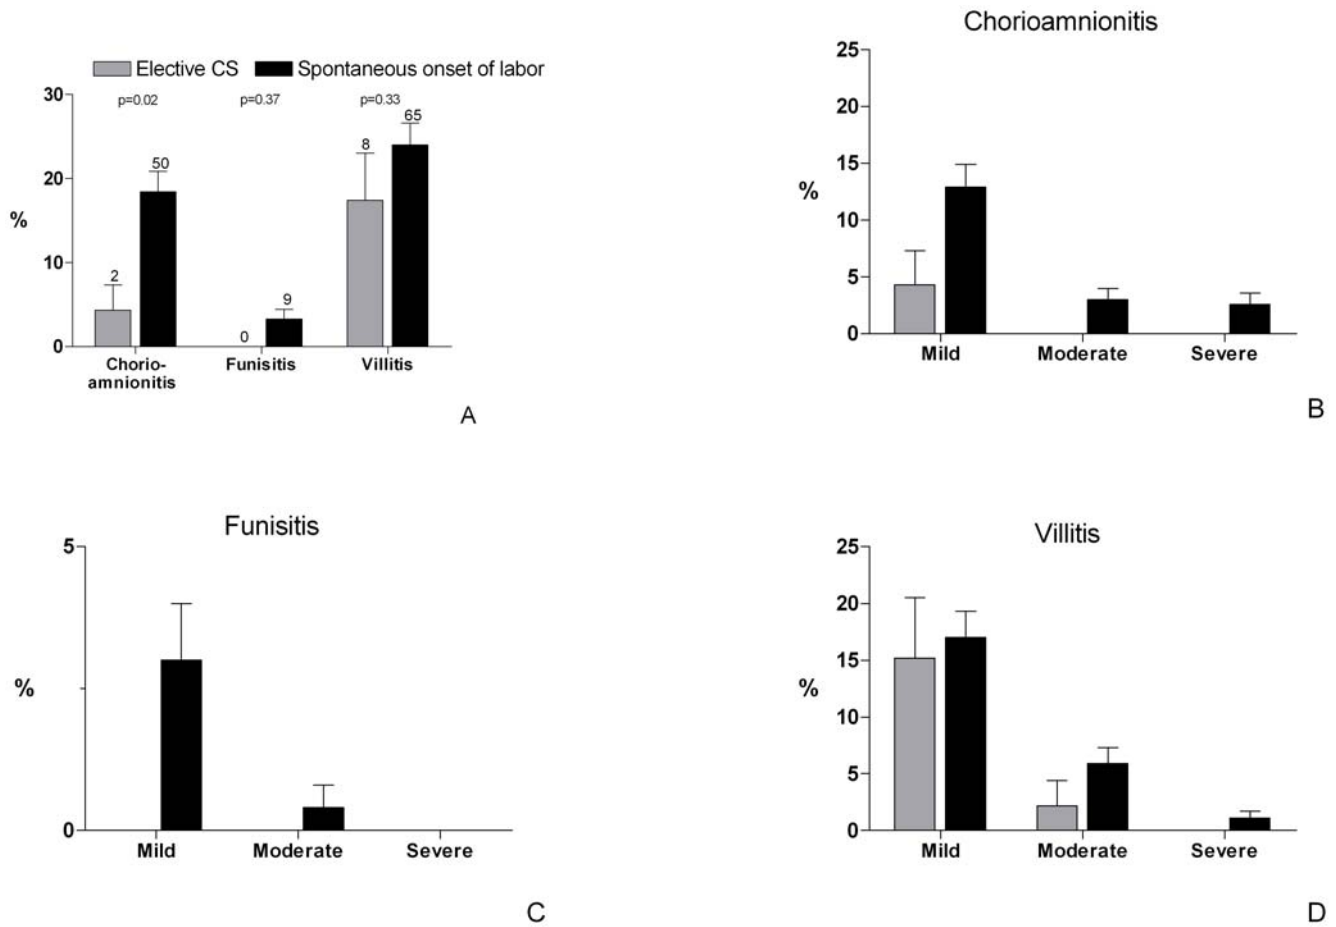 Elective CS Spontaneous onset of labor
p=0.02 p=0.37 p=0.33
30
20
10
0
%
2 50 0 9 8 65
Chorio-
amnionitis Funisitis Villitis
A
Chorioamnionitis
25
20
15
10
5
0
%
Mild Moderate Severe
B
Funisitis
5
0
%
Mild Moderate Severe
C
Villitis
25
20
15
10
5
0
%
Mild Moderate Severe
D